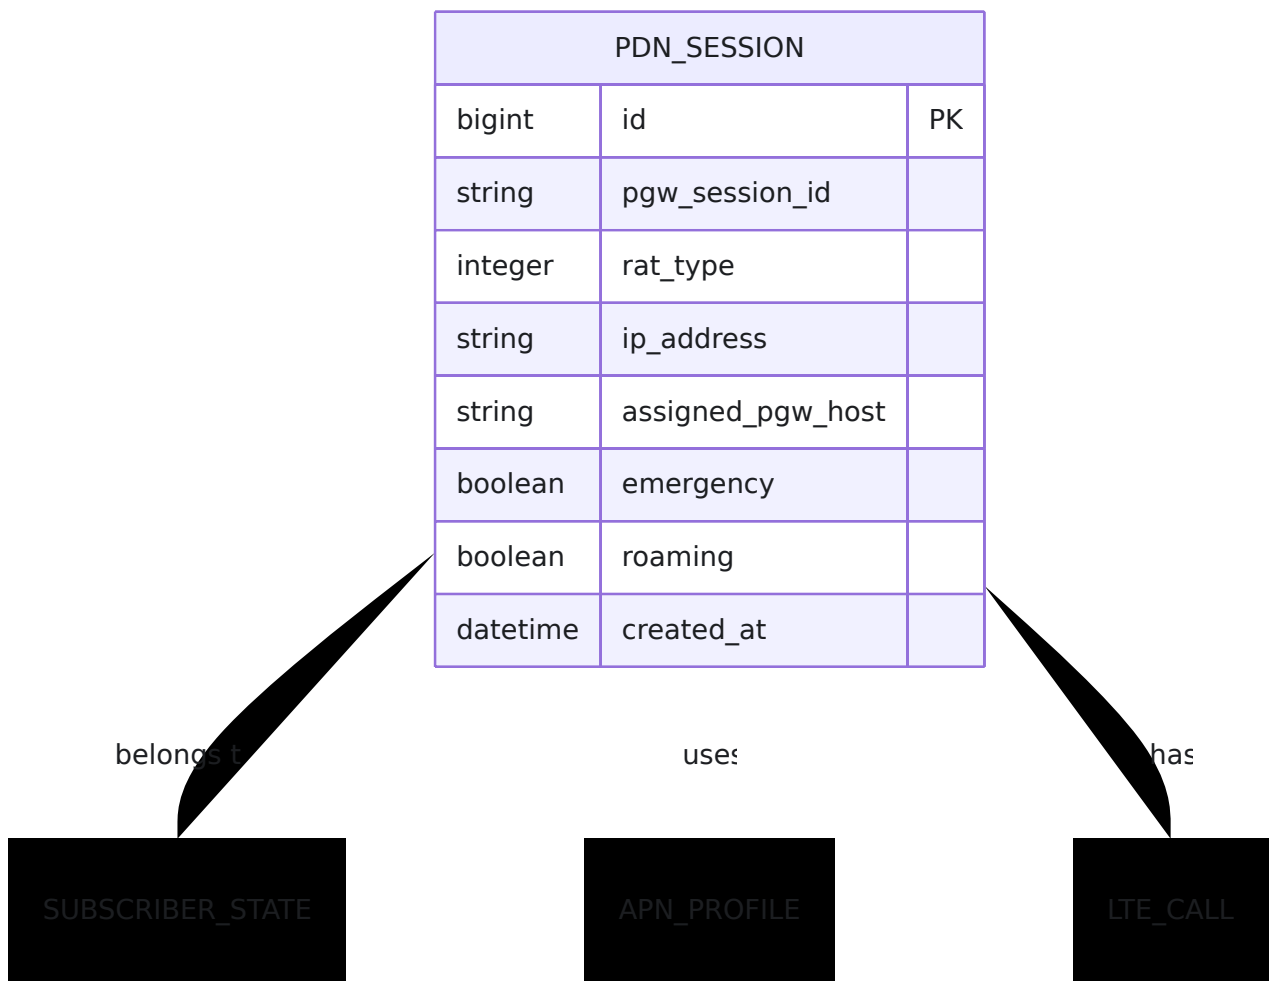 PDN_SESSION
bigint id PK
string pgw_session_id
integer rat_type
string ip_address
string assigned_pgw_host
boolean emergency
boolean roaming
datetime created_at
belongs t
uses
has
SUBSCRIBER_STATE
APN_PROFILE
LTE_CALL